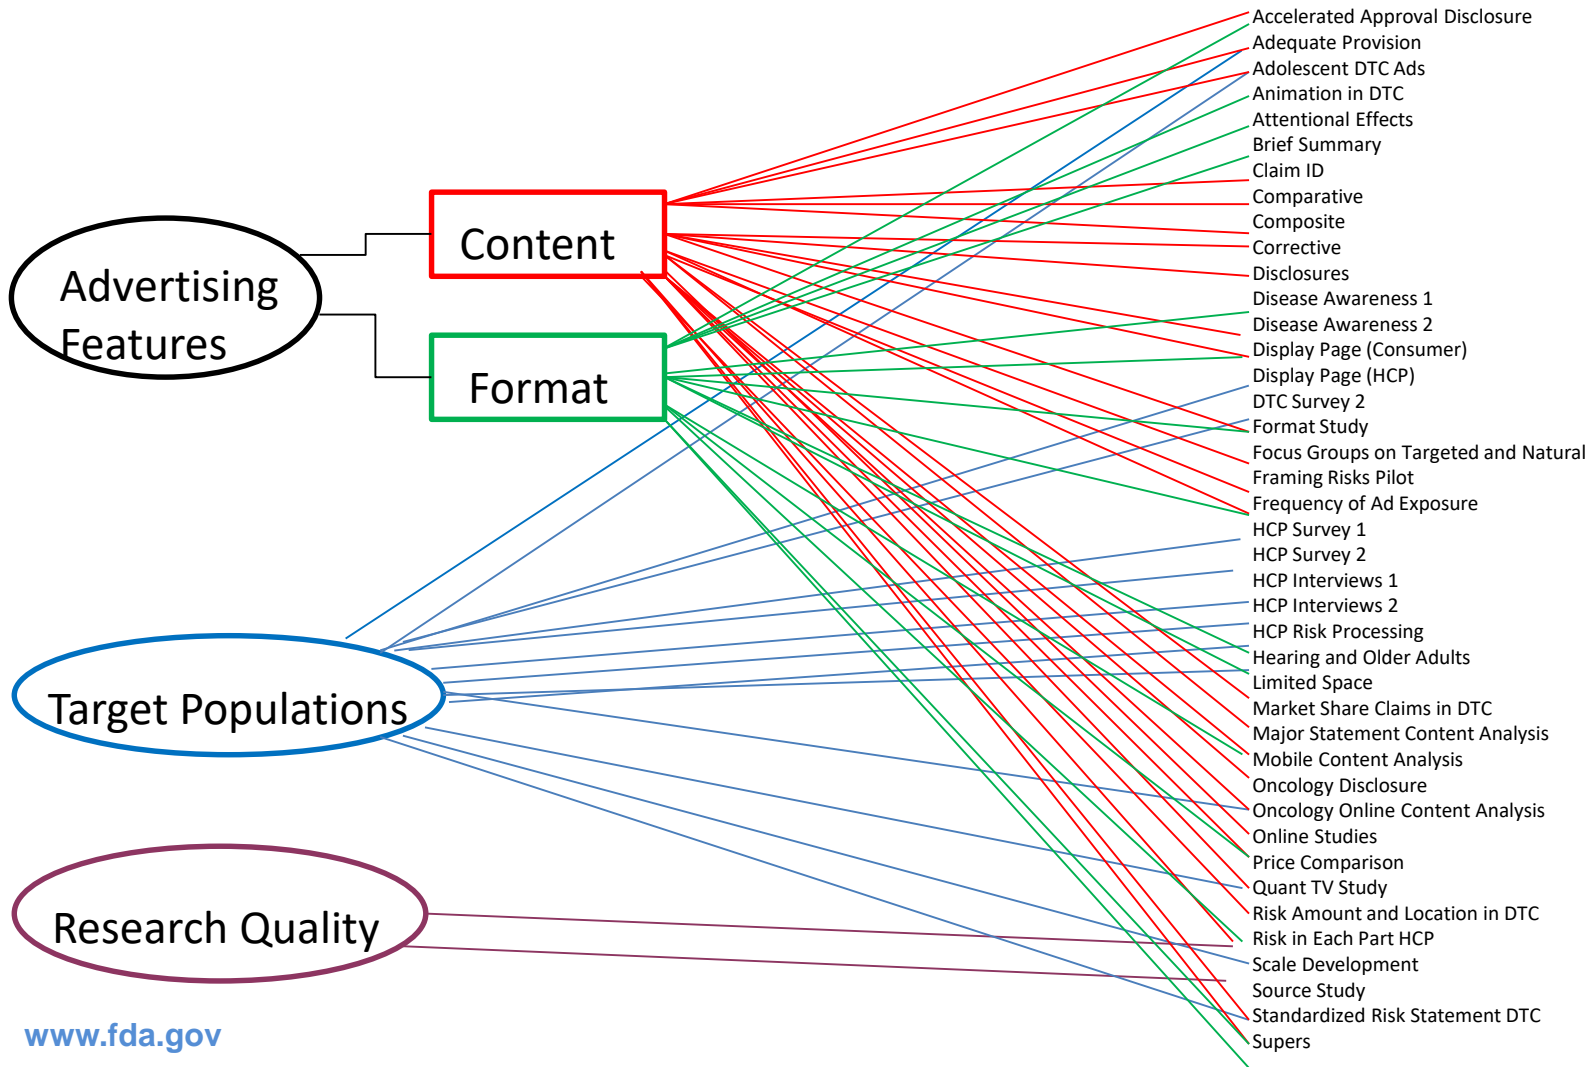 Advertising
Features
Content
Format
Target Populations
Research Quality
www.fda.gov
Accelerated Approval Disclosure
Adequate Provision
Adolescent DTC Ads
Animation in DTC
Attentional Effects
Brief Summary
Claim ID
Comparative
Composite
Corrective
Disclosures
Disease Awareness 1
Disease Awareness 2
Display Page (Consumer)
Display Page (HCP)
DTC Survey 2
Format Study
Focus Groups on Targeted and Natural
Framing Risks Pilot
Frequency of Ad Exposure
HCP Survey 1
HCP Survey 2
HCP Interviews 1
HCP Interviews 2
HCP Risk Processing
Hearing and Older Adults
Limited Space
Market Share Claims in DTC
Major Statement Content Analysis
Mobile Content Analysis
Oncology Disclosure
Oncology Online Content Analysis
Online Studies
Price Comparison
Quant TV Study
Risk Amount and Location in DTC
Risk in Each Part HCP
Scale Development
Source Study
Standardized Risk Statement DTC
Supers